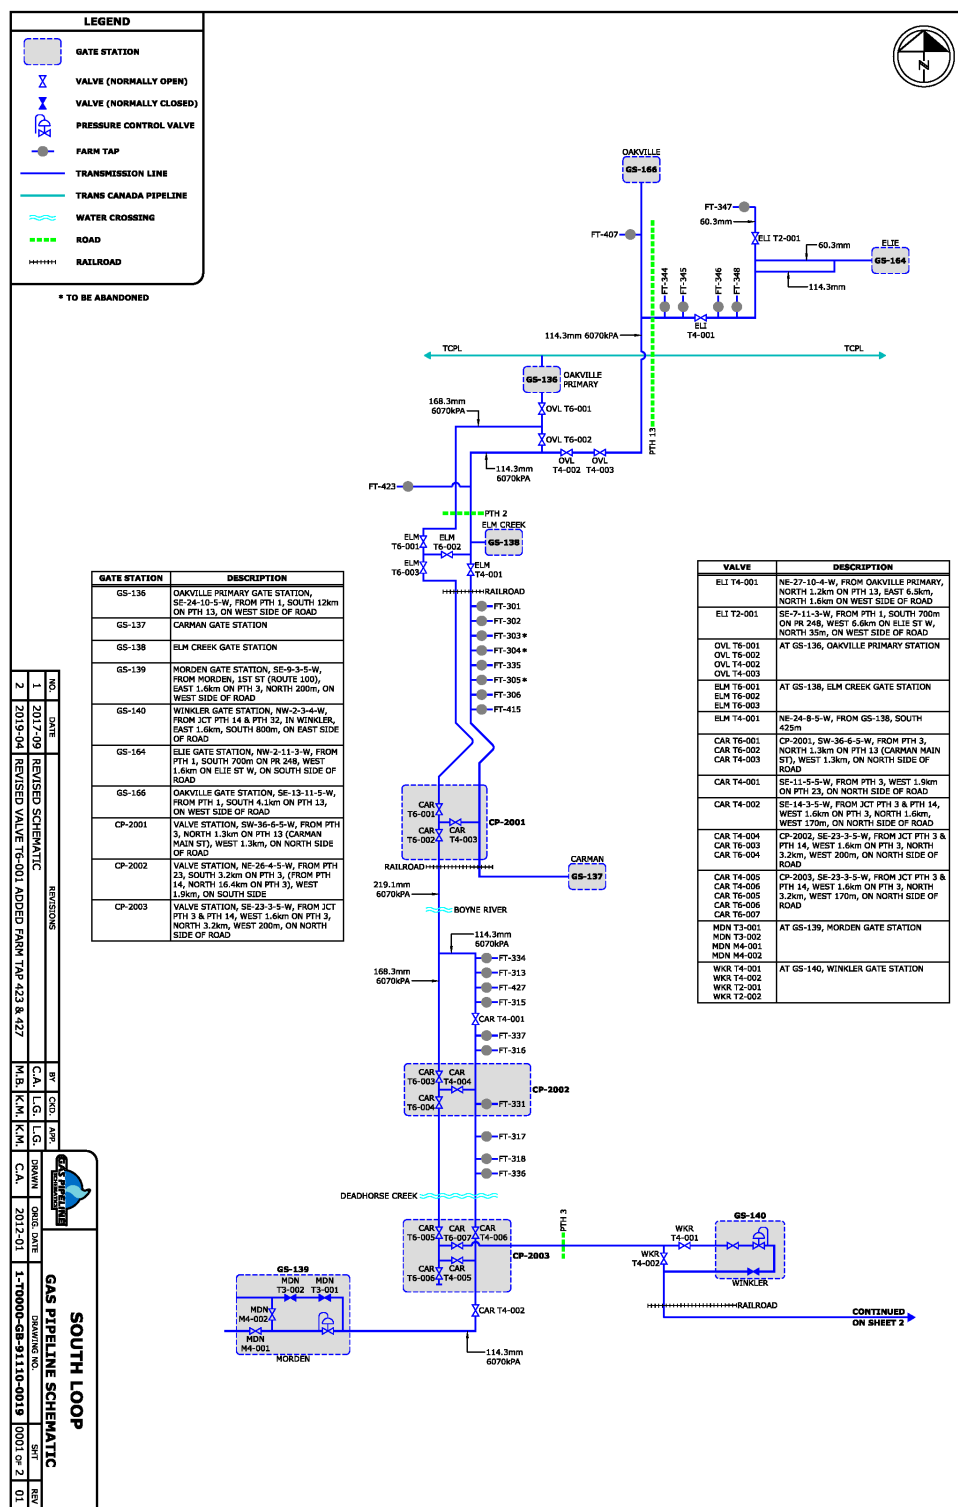 LEGEND
GATE STATION
VALVE (NORMALLY OPEN)
VALVE (NORMALLY CLOSED)
PRESSURE CONTROL VALVE
FARM TAP
TRANSMISSION LINE
TRANS CANADA PIPELINE
WATER CROSSING
ROAD
RAILROAD
* TO BE ABANDONED
N
OAKVILLE
GS-166
FT-347
60.3mm
FT-407
ELI T2-001
60.3mm
ELIE
GS-164
FT-344
FT-345
FT-346
FT-348
114.3mm
ELI
T4-001
114.3mm 6070kPA
TCPL
TCPL
GS-136
OAKVILLE
PRIMARY
168.3mm
6070kPA
OVL T6-001
OVL T6-002
PTH 13
OVL
T4-002
OVL
T4-003
114.3mm
6070kPA
FT-423
PTH 2
ELM CREEK
GS-138
ELM
T6-001
ELM
T6-002
ELM
T6-003
ELM
T4-001
RAILROAD
FT-301
FT-302
FT-303*
FT-304*
FT-335
FT-305*
FT-306
FT-415
CAR
T6-001
CAR
T6-002
CAR
T4-003
CP-2001
RAILROAD
CARMAN
GS-137
219.1mm
6070kPA
BOYNE RIVER
114.3mm
6070kPA
168.3mm
6070kPA
FT-334
FT-313
FT-427
FT-315
CAR T4-001
FT-337
FT-316
CAR
T6-003
CAR
T4-004
CAR
T6-004
CP-2002
FT-331
FT-317
FT-318
FT-336
DEADHORSE CREEK
CAR
T6-005
CAR
T6-007
CAR
T4-006
CAR
T6-006
CAR
T4-005
CP-2003
PTH 3
WKR
T4-001
WKR
T4-002
GS-140
WINKLER
RAILROAD
CONTINUED
ON SHEET 2
GS-139
MDN
T3-002
MDN
T3-001
MDN
M4-002
MDN
M4-001
MORDEN
CAR T4-002
114.3mm
6070kPA
GATE STATION DESCRIPTION
GS-136 OAKVILLE PRIMARY GATE STATION,
SE-24-10-5-W, FROM PTH 1, SOUTH 12km
ON PTH 13, ON WEST SIDE OF ROAD
GS-137 CARMAN GATE STATION
GS-138 ELM CREEK GATE STATION
GS-139 MORDEN GATE STATION, SE-9-3-5-W,
FROM MORDEN, 1ST ST (ROUTE 100),
EAST 1.6km ON PTH 3, NORTH 200m, ON
WEST SIDE OF ROAD
GS-140 WINKLER GATE STATION, NW-2-3-4-W,
FROM JCT PTH 14 & PTH 32, IN WINKLER,
EAST 1.6km, SOUTH 800m, ON EAST SIDE
OF ROAD
GS-164 ELIE GATE STATION, NW-2-11-3-W, FROM
PTH 1, SOUTH 700m ON PR 248, WEST
1.6km ON ELIE ST W, ON SOUTH SIDE OF
ROAD
GS-166 OAKVILLE GATE STATION, SE-13-11-5-W,
FROM PTH 1, SOUTH 4.1km ON PTH 13,
ON WEST SIDE OF ROAD
CP-2001 VALVE STATION, SW-36-6-5-W, FROM PTH
3, NORTH 1.3km ON PTH 13 (CARMAN
MAIN ST), WEST 1.3km, ON NORTH SIDE
OF ROAD
CP-2002 VALVE STATION, NE-26-4-5-W, FROM PTH
23, SOUTH 3.2km ON PTH 3, (FROM PTH
14, NORTH 16.4km ON PTH 3), WEST
1.9km, ON SOUTH SIDE
CP-2003 VALVE STATION, SE-23-3-5-W, FROM JCT
PTH 3 & PTH 14, WEST 1.6km ON PTH 3,
NORTH 3.2km, WEST 200m, ON NORTH
SIDE OF ROAD
VALVE DESCRIPTION
ELI T4-001 NE-27-10-4-W, FROM OAKVILLE PRIMARY,
NORTH 1.2km ON PTH 13, EAST 6.5km,
NORTH 1.6km ON WEST SIDE OF ROAD
ELI T2-001 SE-7-11-3-W, FROM PTH 1, SOUTH 700m
ON PR 248, WEST 6.6km ON ELIE ST W,
NORTH 35m, ON WEST SIDE OF ROAD
OVL T6-001 AT GS-136, OAKVILLE PRIMARY STATION
OVL T6-002
OVL T4-002
OVL T4-003
ELM T6-001 AT GS-138, ELM CREEK GATE STATION
ELM T6-002
ELM T6-003
ELM T4-001 NE-24-8-5-W, FROM GS-138, SOUTH
425m
CAR T6-001 CP-2001, SW-36-6-5-W, FROM PTH 3,
CAR T6-002 NORTH 1.3km ON PTH 13 (CARMAN MAIN
CAR T4-003 ST), WEST 1.3km, ON NORTH SIDE OF
ROAD
CAR T4-001 SE-11-5-5-W, FROM PTH 3, WEST 1.9km
ON PTH 23, ON NORTH SIDE OF ROAD
CAR T4-002 SE-14-3-5-W, FROM JCT PTH 3 & PTH 14,
WEST 1.6km ON PTH 3, NORTH 1.6km,
WEST 170m, ON NORTH SIDE OF ROAD
CAR T4-004 CP-2002, SE-23-3-5-W, FROM JCT PTH 3 &
CAR T6-003 PTH 14, WEST 1.6km ON PTH 3, NORTH
CAR T6-004 3.2km, WEST 200m, ON NORTH SIDE OF
ROAD
CAR T4-005 CP-2003, SE-23-3-5-W, FROM JCT PTH 3 &
CAR T4-006 PTH 14, WEST 1.6km ON PTH 3, NORTH
CAR T6-005 3.2km, WEST 170m, ON NORTH SIDE OF
CAR T6-006 ROAD
CAR T6-007
MDN T3-001 AT GS-139, MORDEN GATE STATION
MDN T3-002
MDN M4-001
MDN M4-002
WKR T4-001 AT GS-140, WINKLER GATE STATION
WKR T4-002
WKR T2-001
WKR T2-002
NO. DATE REVISIONS BY CKD. APP.
1 2017-09 REVISED SCHEMATIC C.A. L.G. L.G.
2 2019-04 REVISED VALVE T6-001 ADDED FARM TAP 423 & 427 M.B. K.M. K.M.
GAS PIPELINE
SCHEMATICS
SOUTH LOOP
GAS PIPELINE SCHEMATIC
DRAWN ORIG. DATE DRAWING NO. SHT REV
C.A. 2012-01 1-T0000-GB-91110-0019 0001 OF 2 01